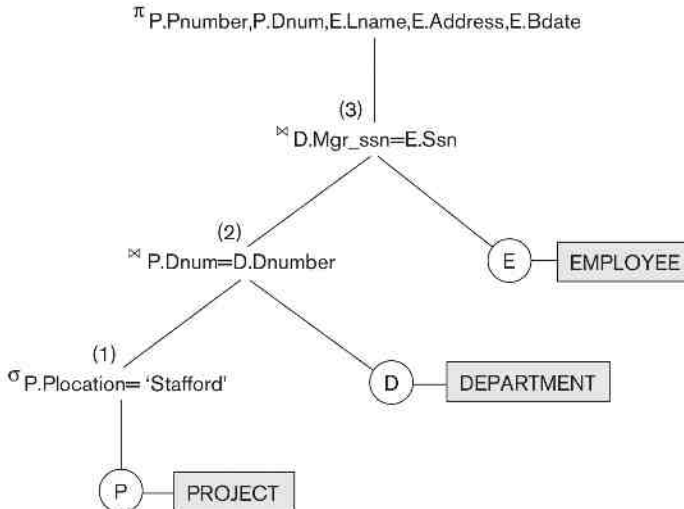 π P.Pnumber,P.Dnum,E.Lname,E.Address,E.Bdate
(3)
⋈ D.Mgr_ssn=E.Ssn
(2)
⋈ P.Dnum=D.Dnumber
E
EMPLOYEE
(1)
σ P.Plocation= ‘Stafford’
D
DEPARTMENT
P
PROJECT